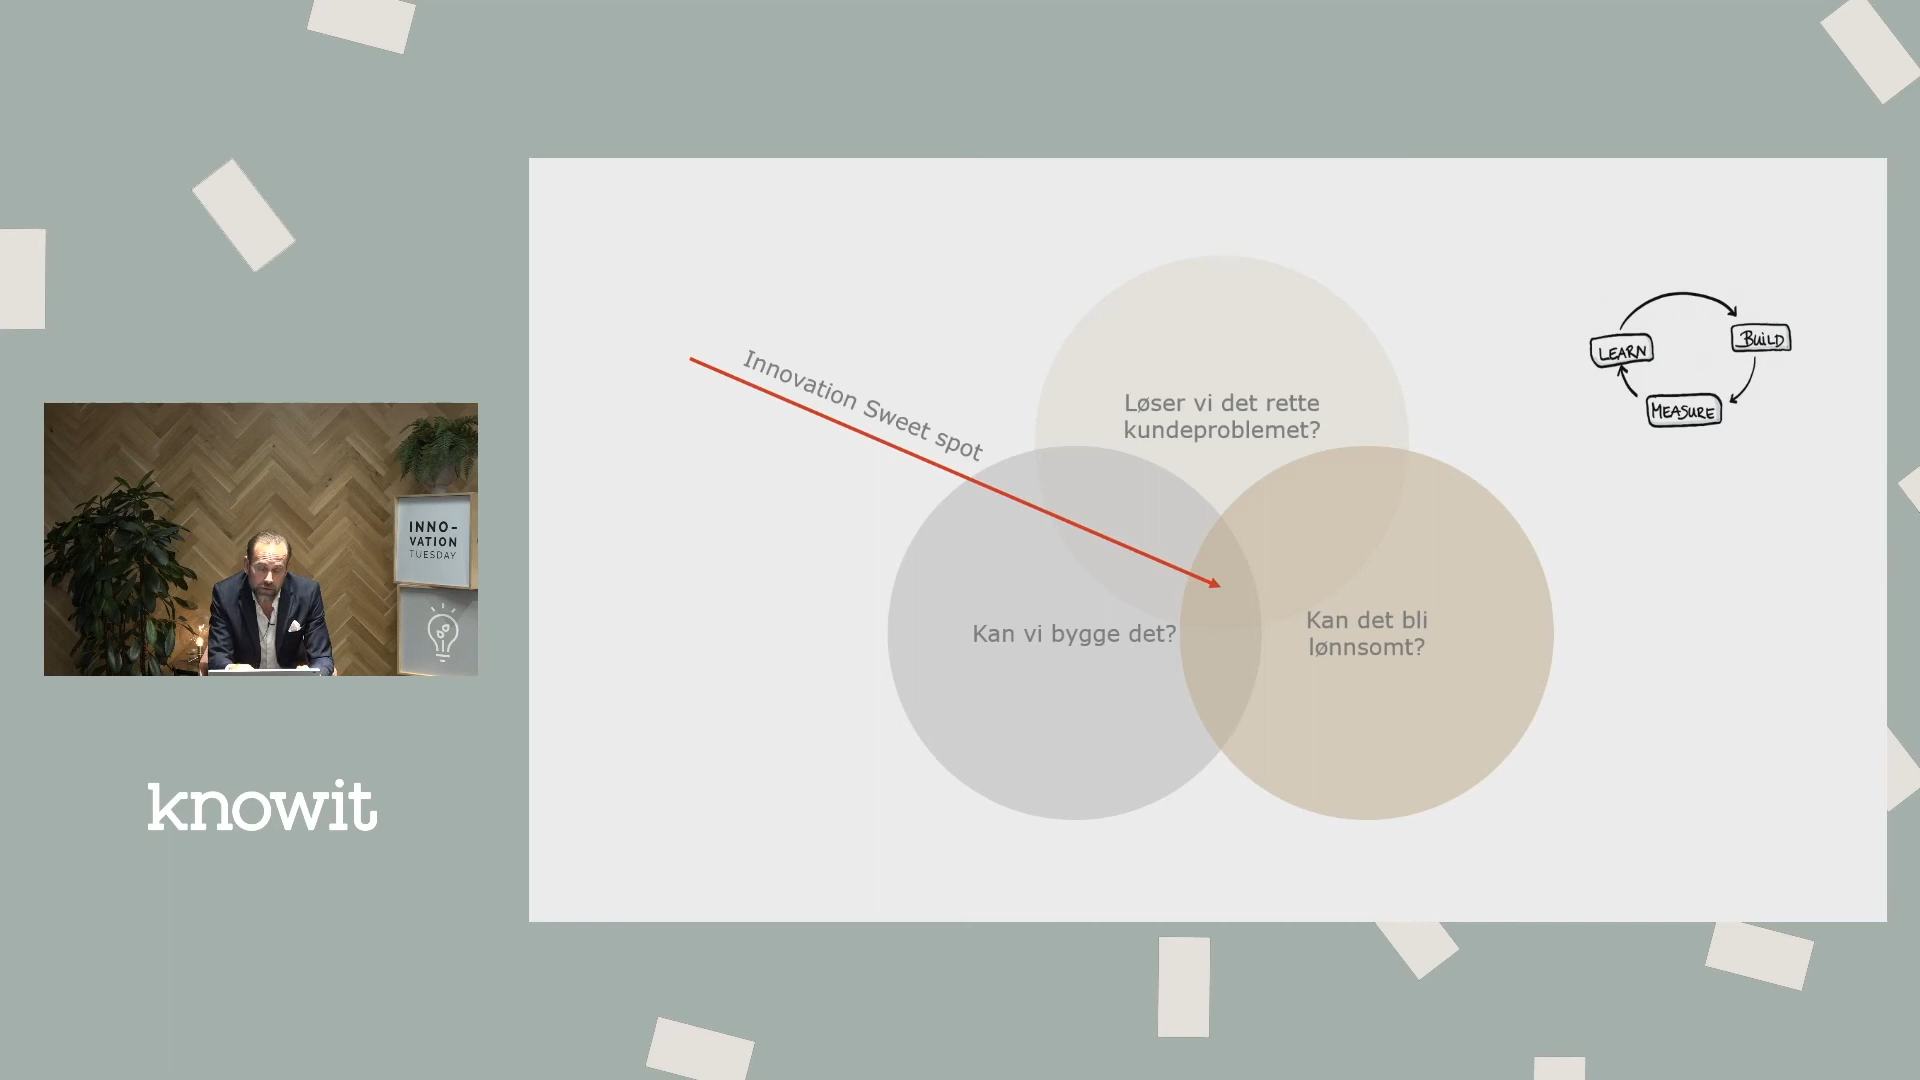 INNO-
VATION
TUESDAY
knowit
Innovation Sweet spot
Løser vi det rette
kundeproblemet?
Kan vi bygge det?
Kan det bli
lønnsomt?
LEARN
BUILD
MEASURE